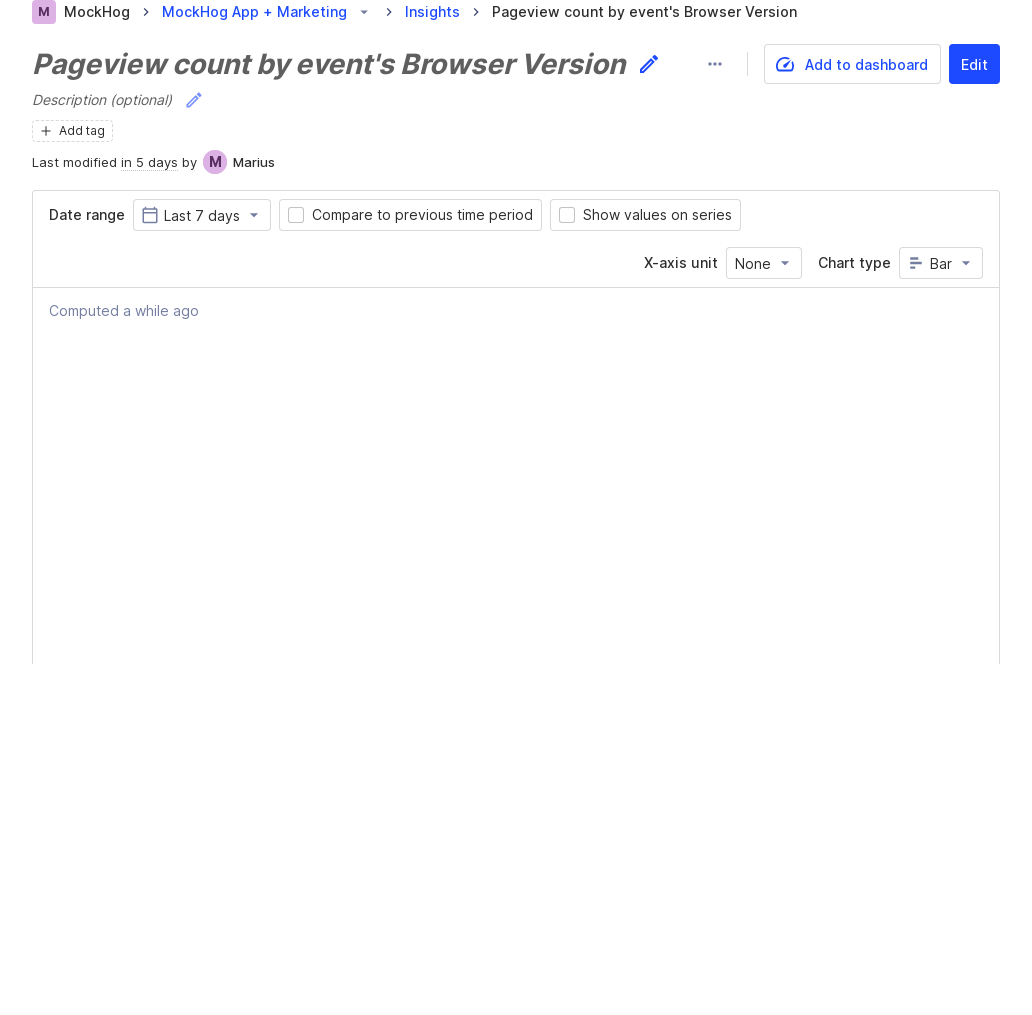 M MockHog MockHog App + Marketing Insights Pageview count by event's Browser Version
Pageview count by event's Browser Version
Add to dashboard Edit
Description (optional)
Add tag
Last modified in 5 days by M Marius
Date range Last 7 days Compare to previous time period Show values on series
X-axis unit None Chart type Bar
Computed a while ago